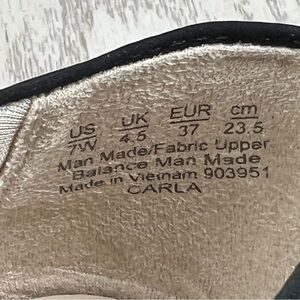 US UK EUR cm
7W 4.5 37 23.5
Man Made/Fabric Upper
Balance Man Made
Made in Vietnam 903951
CARLA